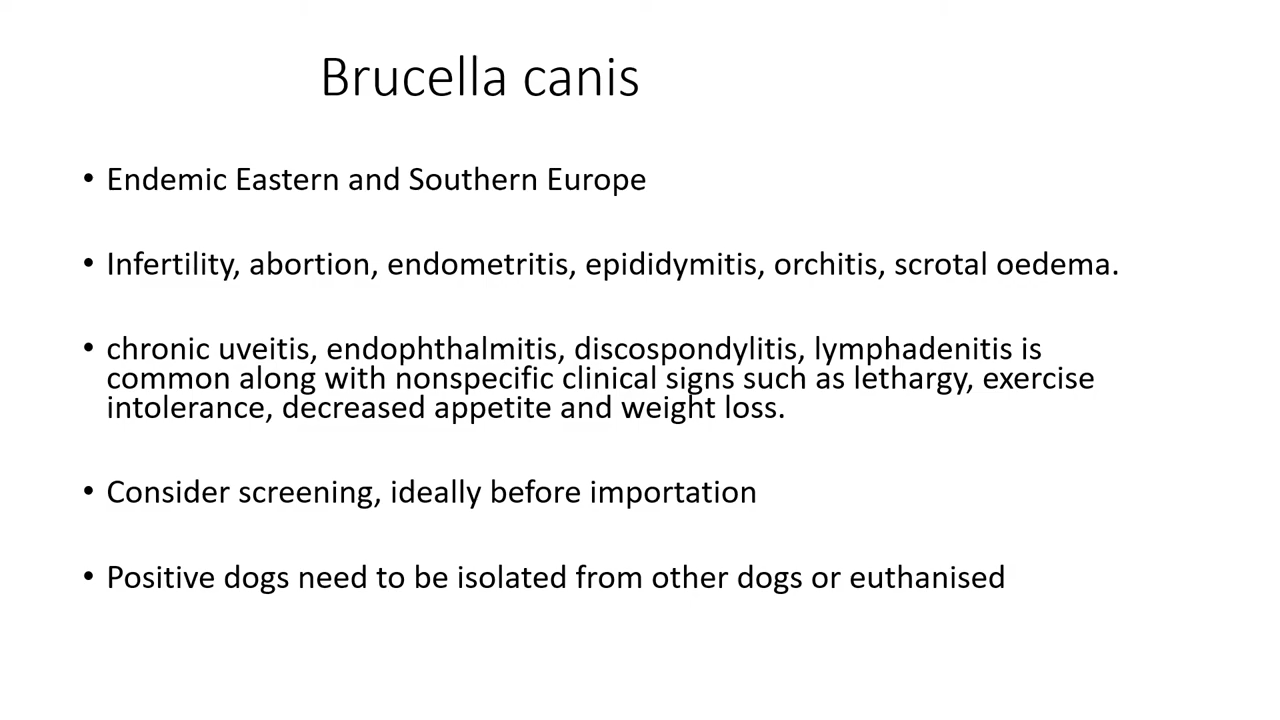 Brucella canis
• Endemic Eastern and Southern Europe
• Infertility, abortion, endometritis, epididymitis, orchitis, scrotal oedema.
• chronic uveitis, endophthalmitis, discospondylitis, lymphadenitis is
common along with nonspecific clinical signs such as lethargy, exercise
intolerance, decreased appetite and weight loss.
• Consider screening, ideally before importation
• Positive dogs need to be isolated from other dogs or euthanised